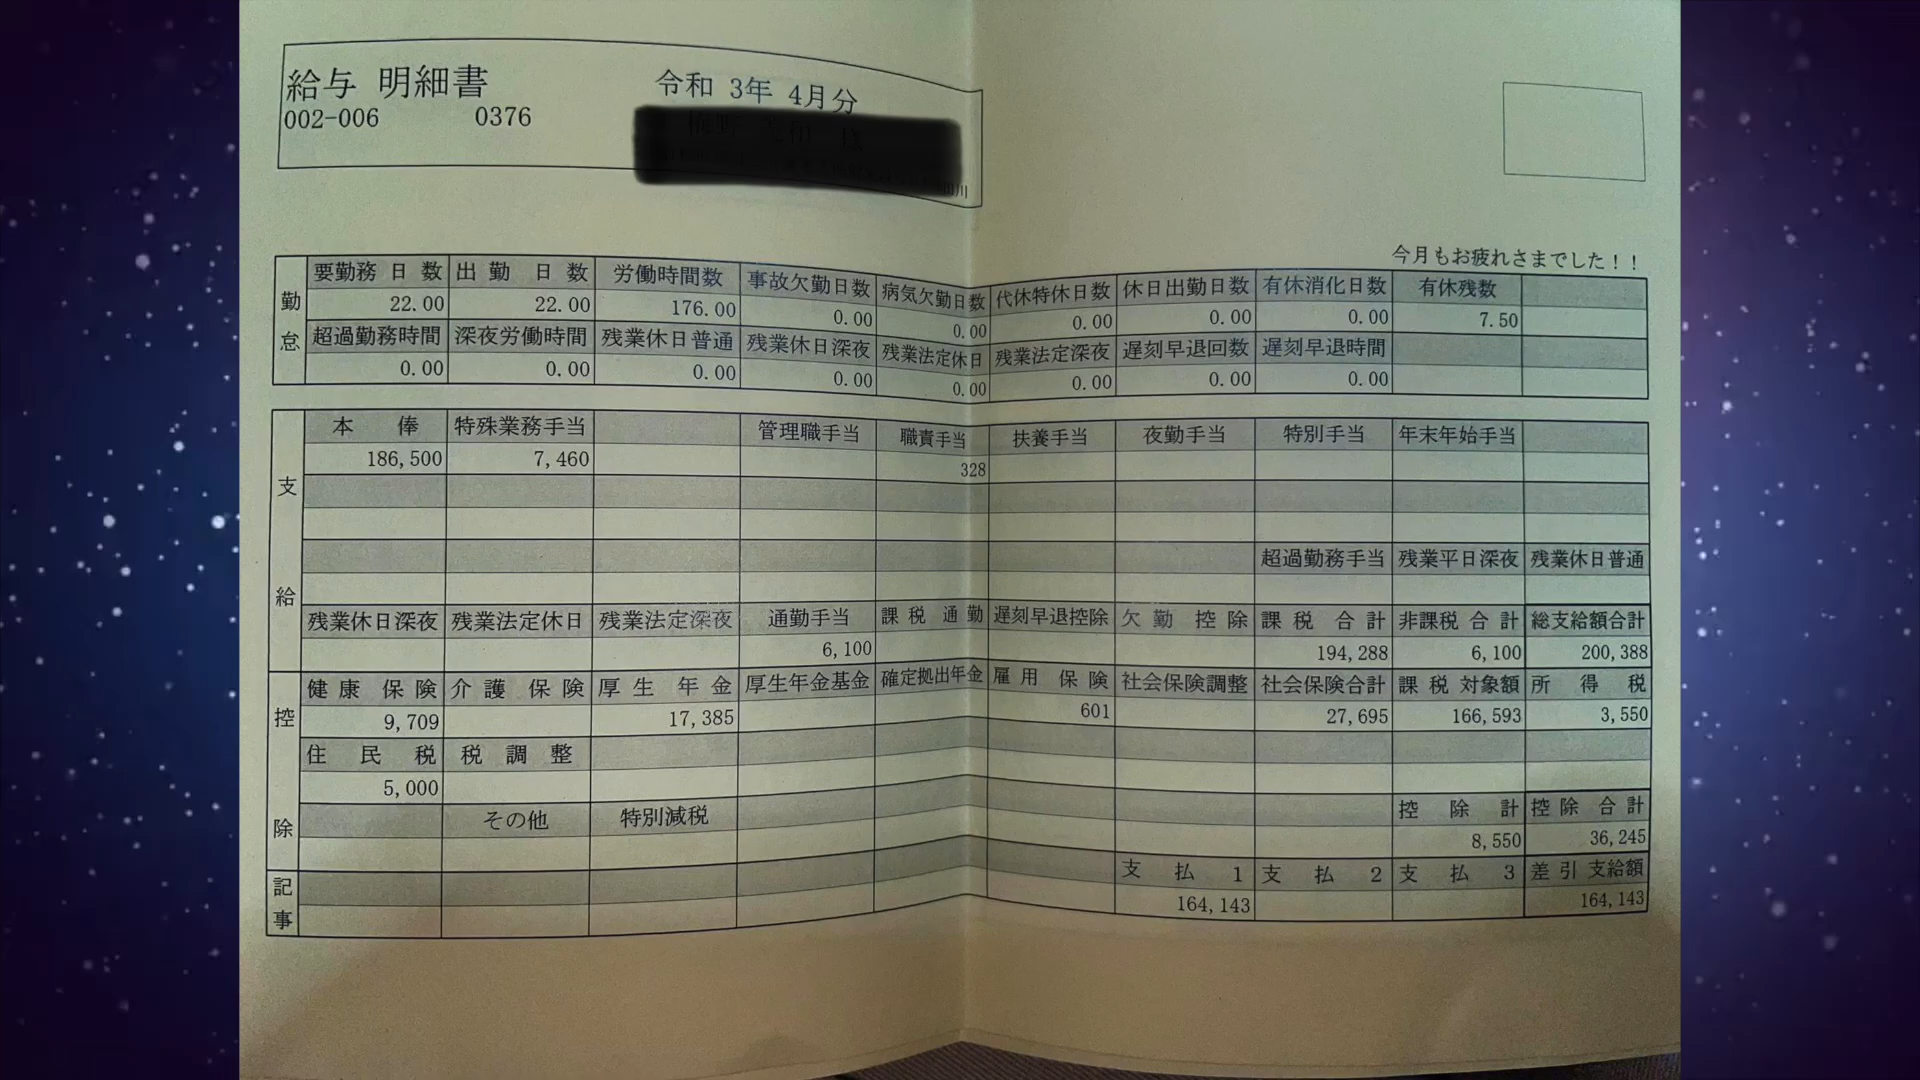 給与 明細書
令和 3年 4月分
002-006 0376
今月もお疲れさまでした!!
勤怠
要勤務日数 出勤日数 労働時間数 事故欠勤日数 病気欠勤日数 代休特休日数 休日出勤日数 有休消化日数 有休残数
22.00 22.00 176.00 0.00 0.00 0.00 0.00 0.00 7.50
超過勤務時間 深夜労働時間 残業休日普通 残業休日深夜 残業法定休日 残業法定深夜 遅刻早退回数 遅刻早退時間
0.00 0.00 0.00 0.00 0.00 0.00 0.00 0.00
支給
本俸 特殊業務手当 管理職手当 職責手当 扶養手当 夜勤手当 特別手当 年末年始手当
186,500 7,460 328
超過勤務手当 残業平日深夜 残業休日普通
残業休日深夜 残業法定休日 残業法定深夜 通勤手当 課税通勤 遅刻早退控除 欠勤控除 課税合計 非課税合計 総支給額合計
6,100 194,288 6,100 200,388
控除
健康保険 介護保険 厚生年金 厚生年金基金 確定拠出年金 雇用保険 社会保険調整 社会保険合計 課税対象額 所得税
9,709 17,385 601 27,695 166,593 3,550
住民税 税調整
5,000
その他 特別減税 控除計 控除合計
8,550 36,245
記事
支払1 支払2 支払3 差引支給額
164,143 164,143